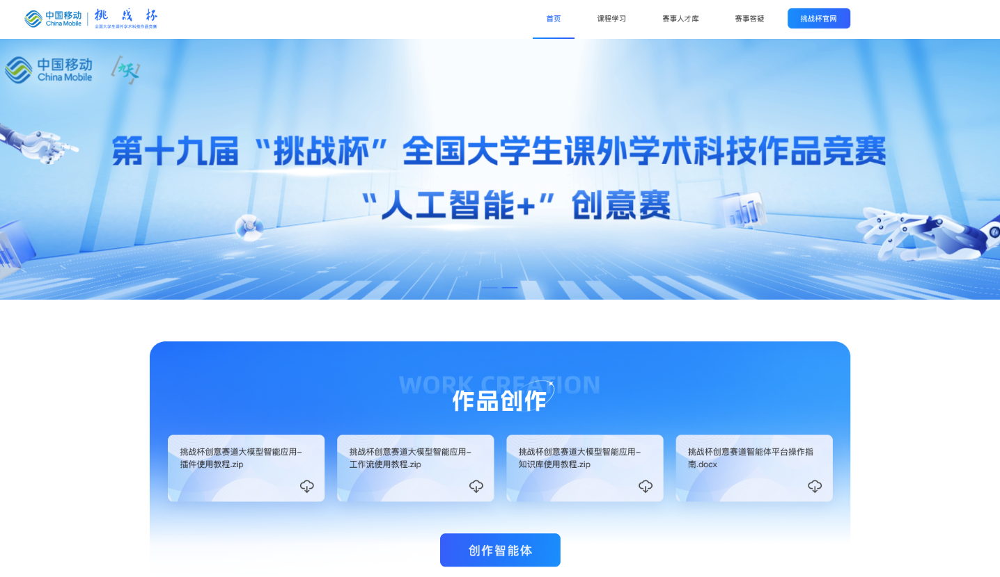 中国移动
China Mobile
挑战杯
全国大学生课外学术科技作品竞赛
首页
课程学习
赛事人才库
赛事答疑
挑战杯官网
中国移动
China Mobile
九天
第十九届“挑战杯”全国大学生课外学术科技作品竞赛
“人工智能+”创意赛
WORK CREATION
作品创作
挑战杯创意赛道大模型智能应用-
插件使用教程.zip
挑战杯创意赛道大模型智能应用-
工作流使用教程.zip
挑战杯创意赛道大模型智能应用-
知识库使用教程.zip
挑战杯创意赛道智能体平台操作指
南.docx
创作智能体